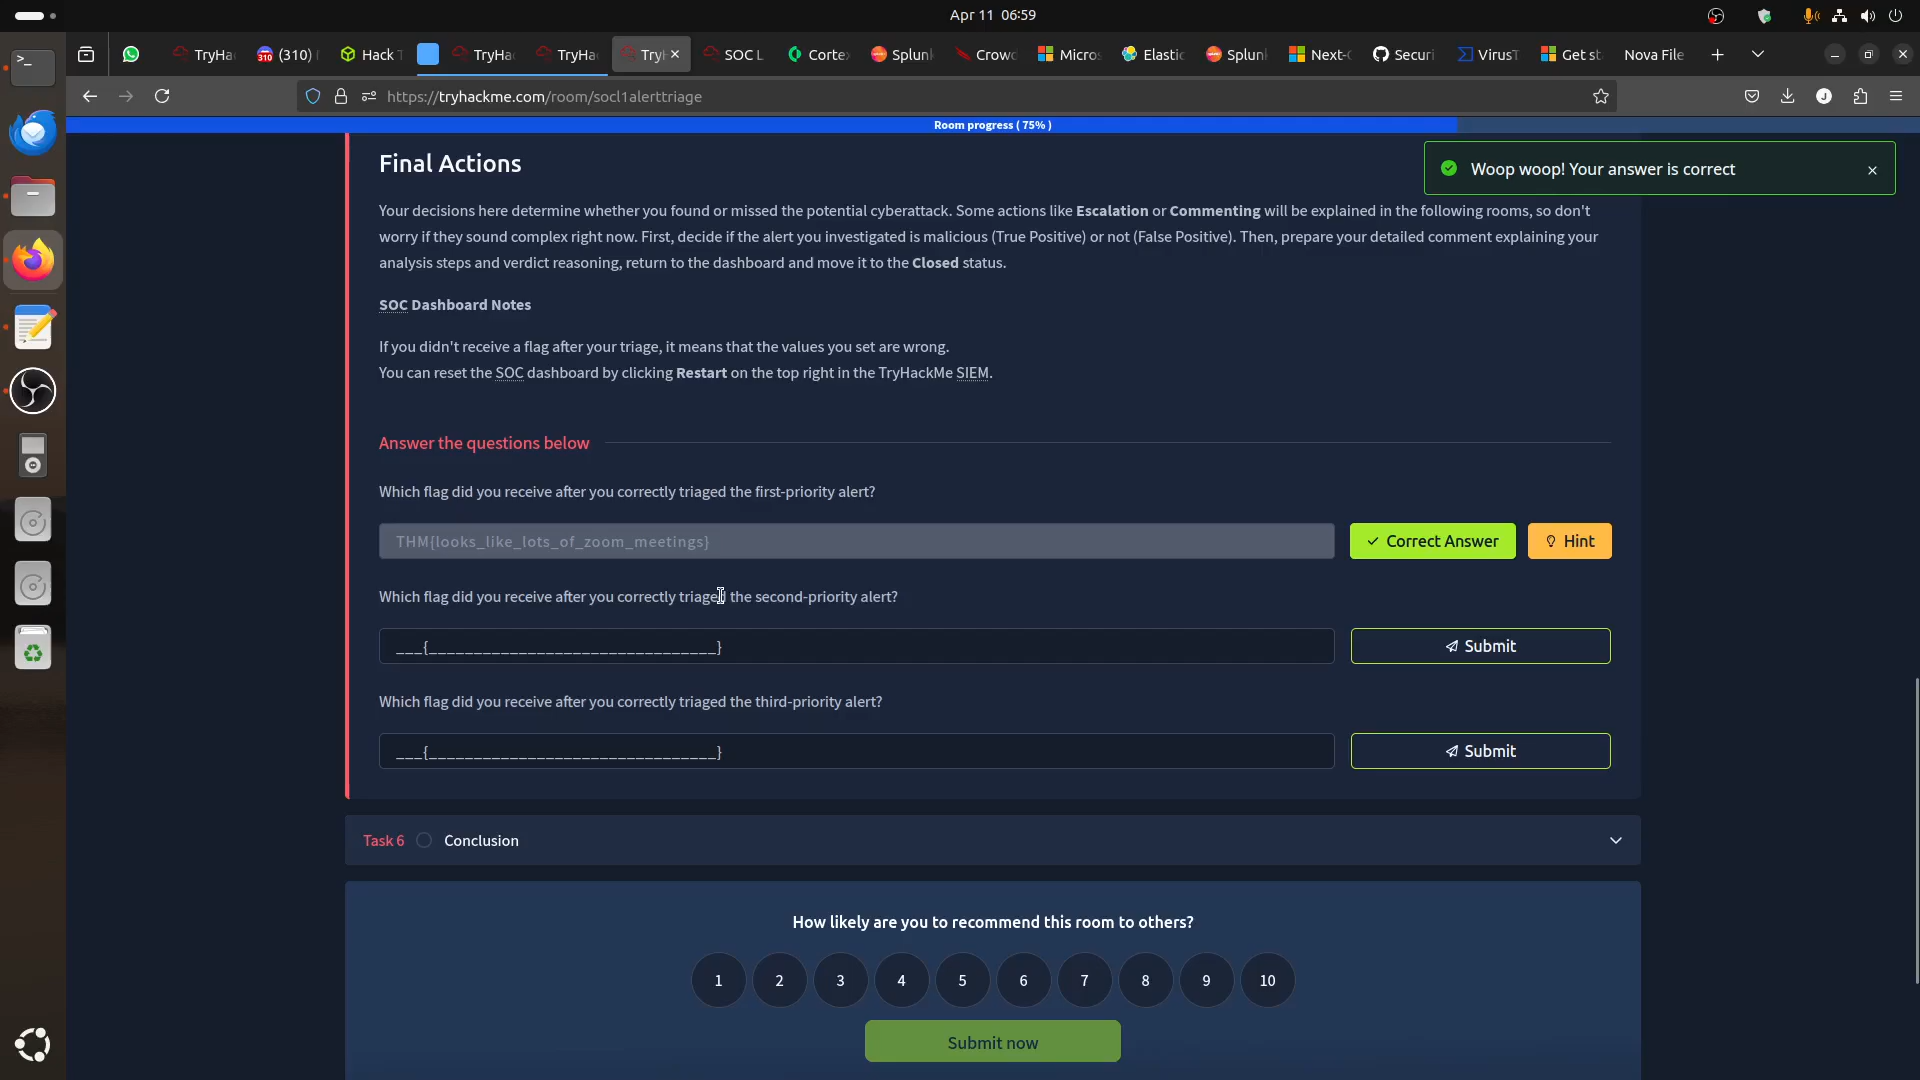 Apr 11 06:59
TryHa
(310)
Hack T
TryHa
TryHa
TryH
SOC L
Cortex
Splunk
Crowd
Micros
Elastic
Splunk
Next-G
Securi
VirusT
Get st
Nova File
https://tryhackme.com/room/socl1alerttriage
Room progress ( 75% )
Final Actions
Woop woop! Your answer is correct
Your decisions here determine whether you found or missed the potential cyberattack. Some actions like Escalation or Commenting will be explained in the following rooms, so don't
worry if they sound complex right now. First, decide if the alert you investigated is malicious (True Positive) or not (False Positive). Then, prepare your detailed comment explaining your
analysis steps and verdict reasoning, return to the dashboard and move it to the Closed status.
SOC Dashboard Notes
If you didn't receive a flag after your triage, it means that the values you set are wrong.
You can reset the SOC dashboard by clicking Restart on the top right in the TryHackMe SIEM.
Answer the questions below
Which flag did you receive after you correctly triaged the first-priority alert?
THM{looks_like_lots_of_zoom_meetings}
Correct Answer
Hint
Which flag did you receive after you correctly triaged the second-priority alert?
___{________________________________}
Submit
Which flag did you receive after you correctly triaged the third-priority alert?
___{________________________________}
Submit
Task 6
Conclusion
How likely are you to recommend this room to others?
1 2 3 4 5 6 7 8 9 10
Submit now